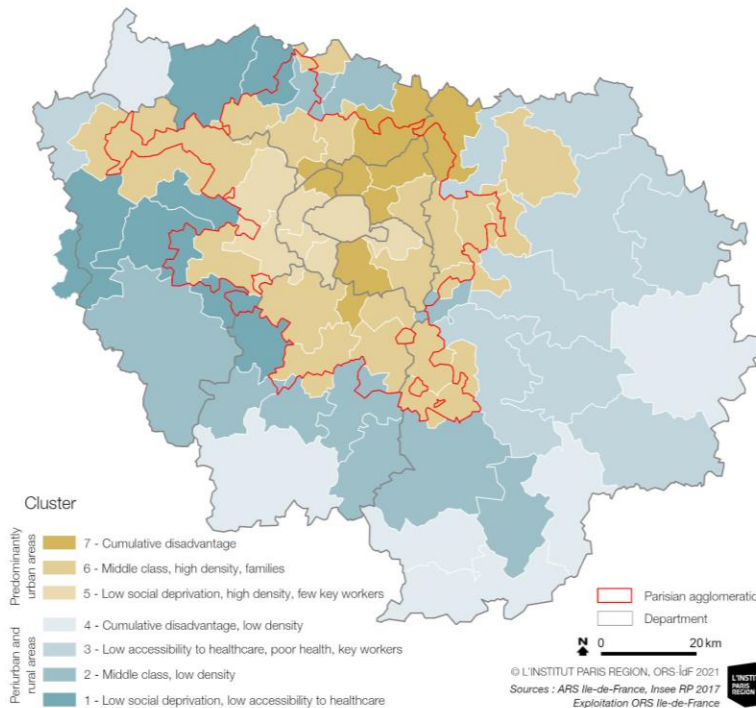 Cluster
Predominantly
urban areas
7 - Cumulative disadvantage
6 - Middle class, high density, families
5 - Low social deprivation, high density, few key workers
Periurban and
rural areas
4 - Cumulative disadvantage, low density
3 - Low accessibility to healthcare, poor health, key workers
2 - Middle class, low density
1 - Low social deprivation, low accessibility to healthcare
Parisian agglomeratio
Department
N
0 20 km
© L'INSTITUT PARIS REGION, ORS-ÎdF 2021
Sources : ARS Ile-de-France, Insee RP 2017
Exploitation ORS Ile-de-France
L'INST
PARIS
REGION